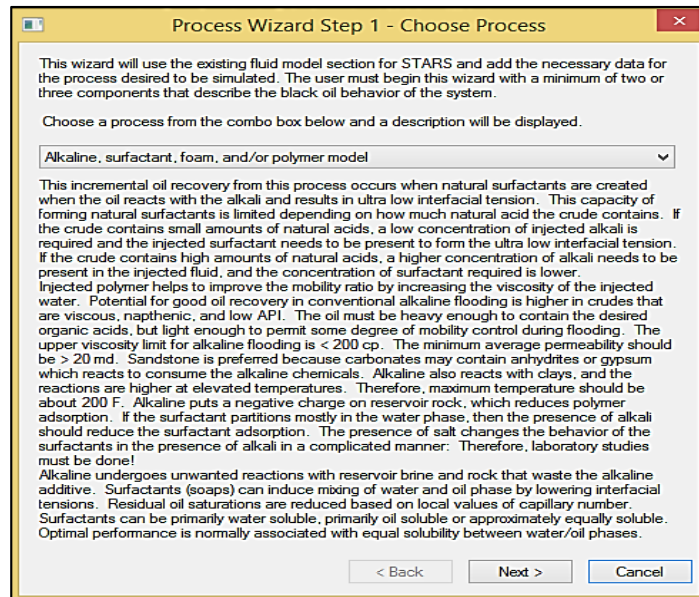 Process Wizard Step 1 - Choose Process
This wizard will use the existing fluid model section for STARS and add the necessary data for
the process desired to be simulated. The user must begin this wizard with a minimum of two or
three components that describe the black oil behavior of the system.
Choose a process from the combo box below and a description will be displayed.
Alkaline, surfactant, foam, and/or polymer model
This incremental oil recovery from this process occurs when natural surfactants are created
when the oil reacts with the alkali and results in ultra low interfacial tension. This capacity of
forming natural surfactants is limited depending on how much natural acid the crude contains. If
the crude contains small amounts of natural acids, a low concentration of injected alkali is
required and the injected surfactant needs to be present to form the ultra low interfacial tension.
If the crude contains high amounts of natural acids, a higher concentration of alkali needs to be
present in the injected fluid, and the concentration of surfactant required is lower.
Injected polymer helps to improve the mobility ratio by increasing the viscosity of the injected
water. Potential for good oil recovery in conventional alkaline flooding is higher in crudes that
are viscous, napthenic, and low API. The oil must be heavy enough to contain the desired
organic acids, but light enough to permit some degree of mobility control during flooding. The
upper viscosity limit for alkaline flooding is < 200 cp. The minimum average permeability should
be > 20 md. Sandstone is preferred because carbonates may contain anhydrites or gypsum
which reacts to consume the alkaline chemicals. Alkaline also reacts with clays, and the
reactions are higher at elevated temperatures. Therefore, maximum temperature should be
about 200 F. Alkaline puts a negative charge on reservoir rock, which reduces polymer
adsorption. If the surfactant partitions mostly in the water phase, then the presence of alkali
should reduce the surfactant adsorption. The presence of salt changes the behavior of the
surfactants in the presence of alkali in a complicated manner: Therefore, laboratory studies
must be done!
Alkaline undergoes unwanted reactions with reservoir brine and rock that waste the alkaline
additive. Surfactants (soaps) can induce mixing of water and oil phase by lowering interfacial
tensions. Residual oil saturations are reduced based on local values of capillary number.
Surfactants can be primarily water soluble, primarily oil soluble or approximately equally soluble.
Optimal performance is normally associated with equal solubility between water/oil phases.
< Back Next > Cancel